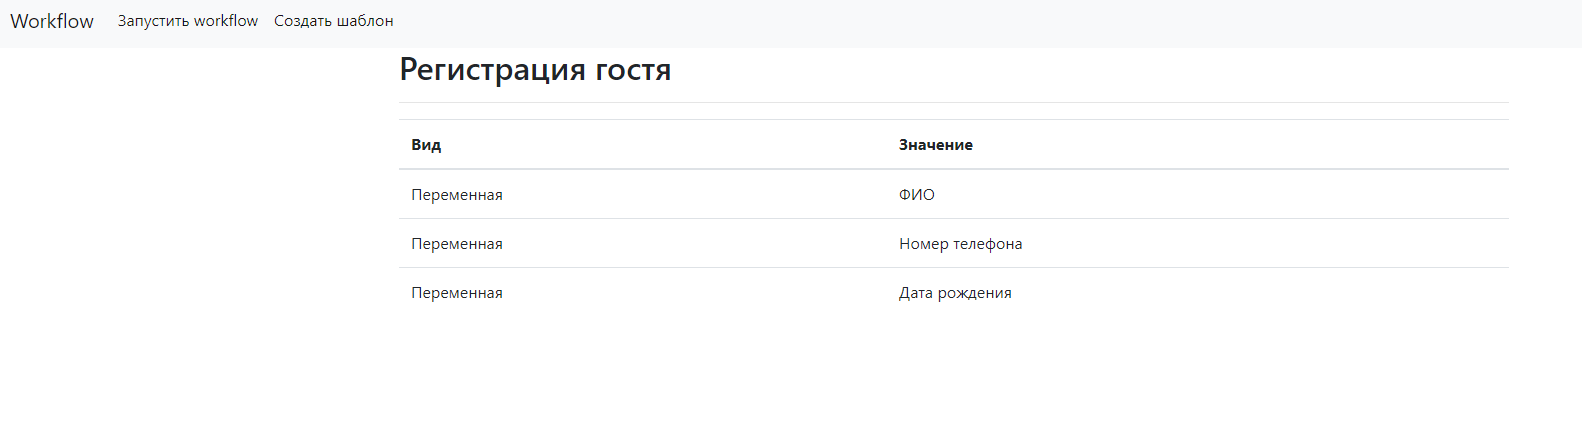 Workflow Запустить workflow Создать шаблон
Регистрация гостя
Вид Значение
Переменная ФИО
Переменная Номер телефона
Переменная Дата рождения